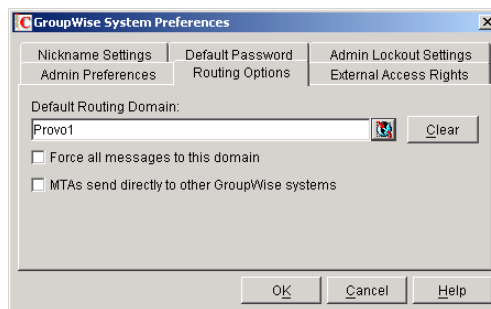 GroupWise System Preferences
Nickname Settings
Default Password
Admin Lockout Settings
Admin Preferences
Routing Options
External Access Rights
Default Routing Domain:
Provo1
Clear
Force all messages to this domain
MTAs send directly to other GroupWise systems
OK
Cancel
Help